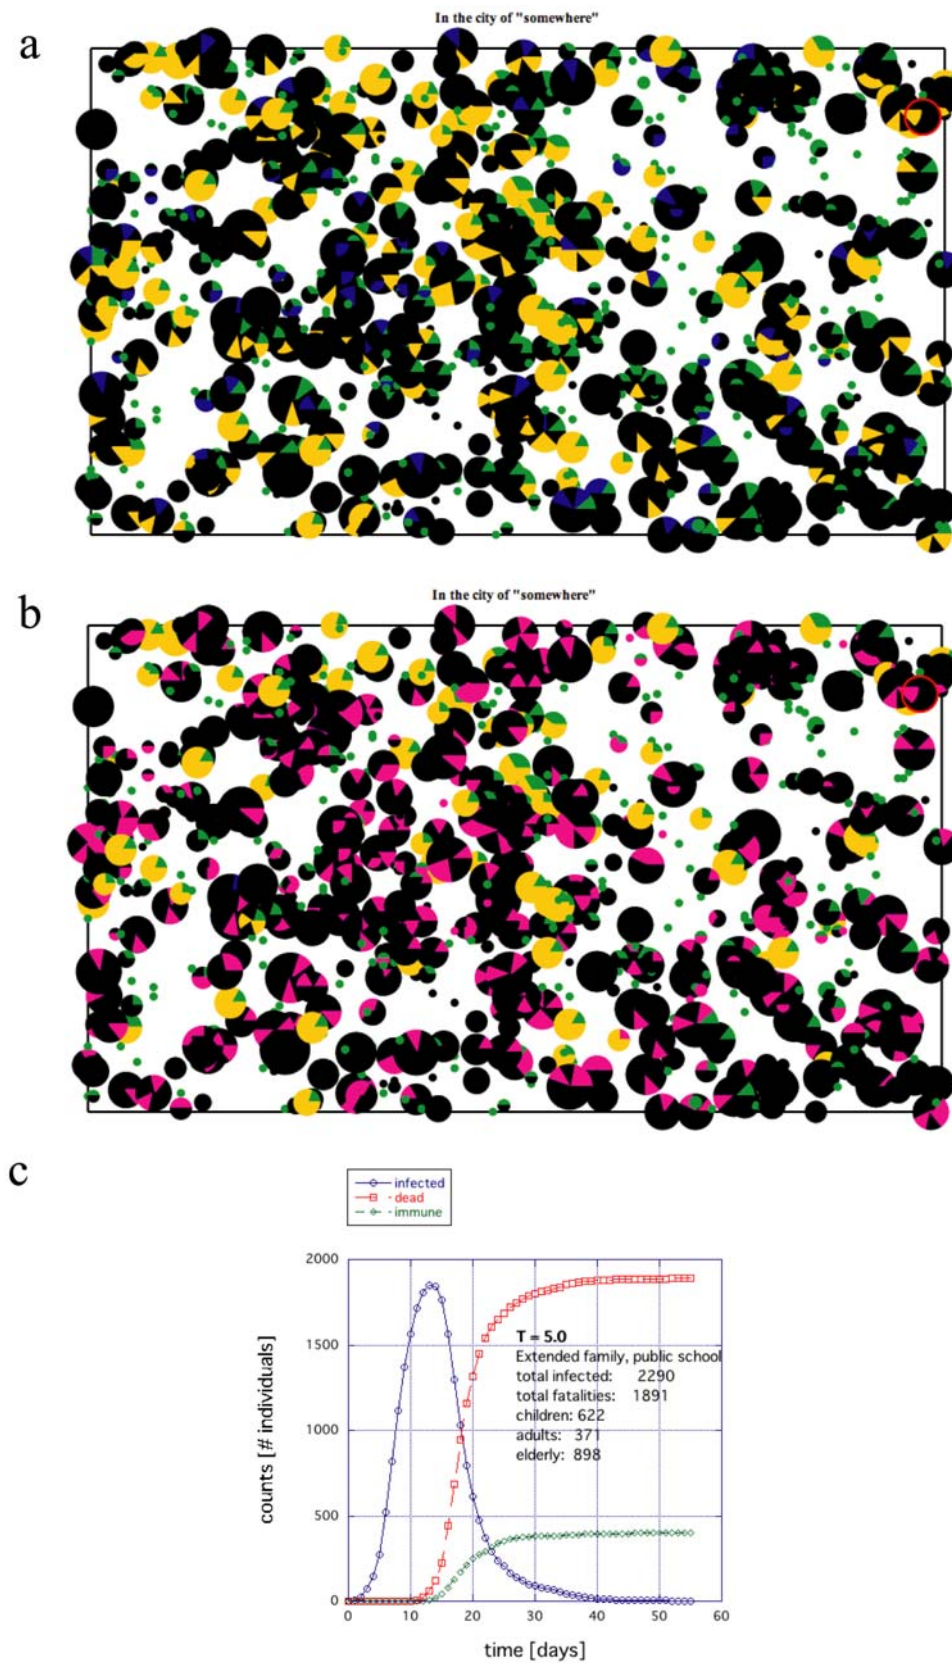 In the city of "somewhere"
a
In the city of "somewhere"
b
c
infected
dead
immune
2000
1500
1000
500
0
counts [# individuals]
T = 5.0
Extended family, public school
total infected: 2290
total fatalities: 1891
children: 622
adults: 371
elderly: 898
0 10 20 30 40 50 60
time [days]